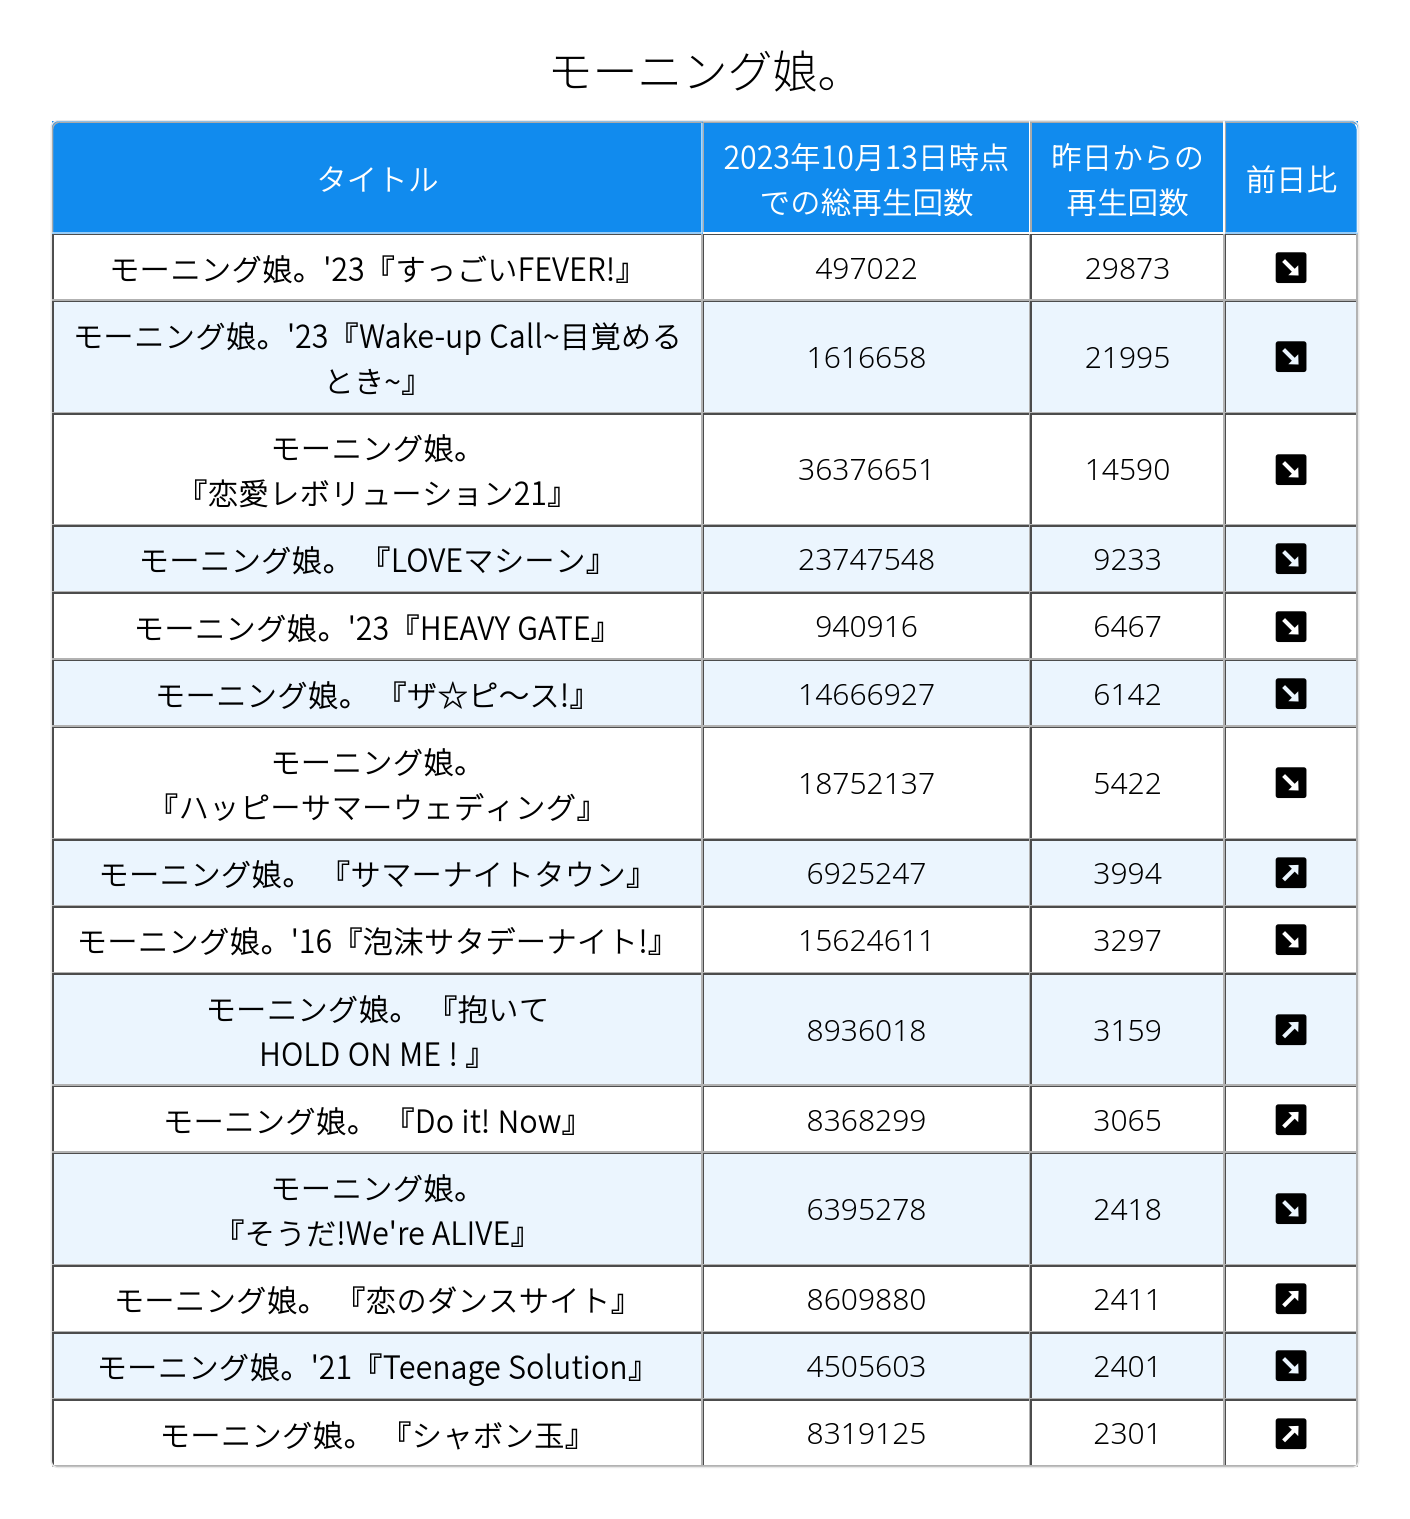 モーニング娘。
タイトル
2023年10月13日時点
での総再生回数
昨日からの
再生回数
前日比
モーニング娘。'23『すっごいFEVER!』
497022
29873
モーニング娘。'23『Wake-up Call~目覚める
とき~』
1616658
21995
モーニング娘。
『恋愛レボリューション21』
36376651
14590
モーニング娘。 『LOVEマシーン』
23747548
9233
モーニング娘。'23『HEAVY GATE』
940916
6467
モーニング娘。 『ザ☆ピ〜ス!』
14666927
6142
モーニング娘。
『ハッピーサマーウェディング』
18752137
5422
モーニング娘。 『サマーナイトタウン』
6925247
3994
モーニング娘。'16『泡沫サタデーナイト!』
15624611
3297
モーニング娘。 『抱いて
HOLD ON ME ! 』
8936018
3159
モーニング娘。 『Do it! Now』
8368299
3065
モーニング娘。
『そうだ!We're ALIVE』
6395278
2418
モーニング娘。 『恋のダンスサイト』
8609880
2411
モーニング娘。'21『Teenage Solution』
4505603
2401
モーニング娘。 『シャボン玉』
8319125
2301